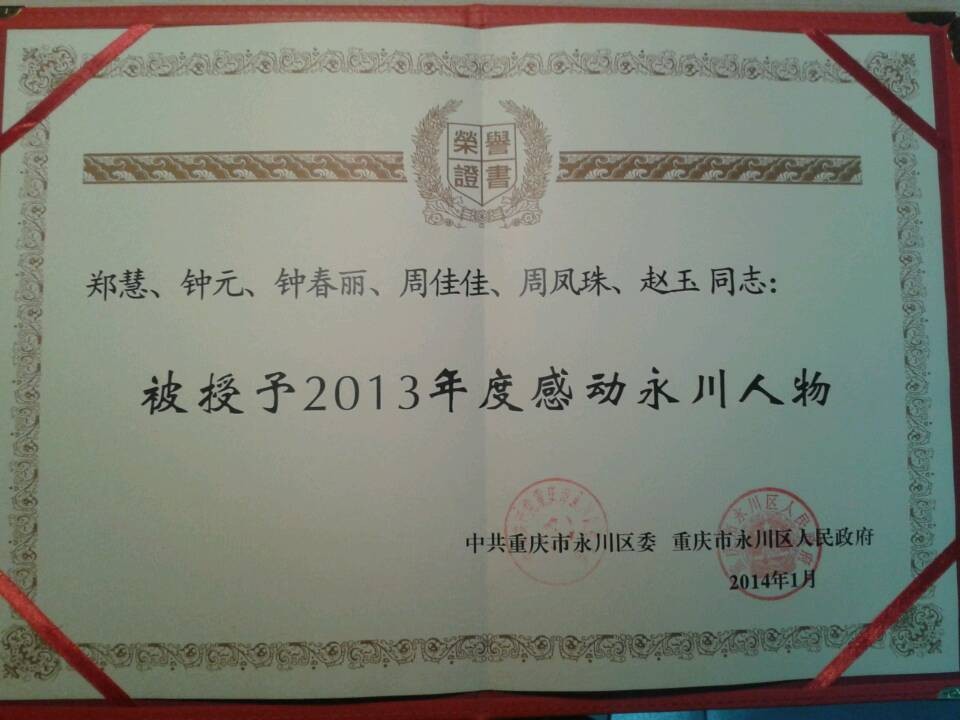 榮譽
證書
郑慧、钟元、钟春丽、周佳佳、周凤珠、赵玉 同志：
被授予2013年度感动永川人物
中共重庆市永川区委 重庆市永川区人民政府
2014年1月